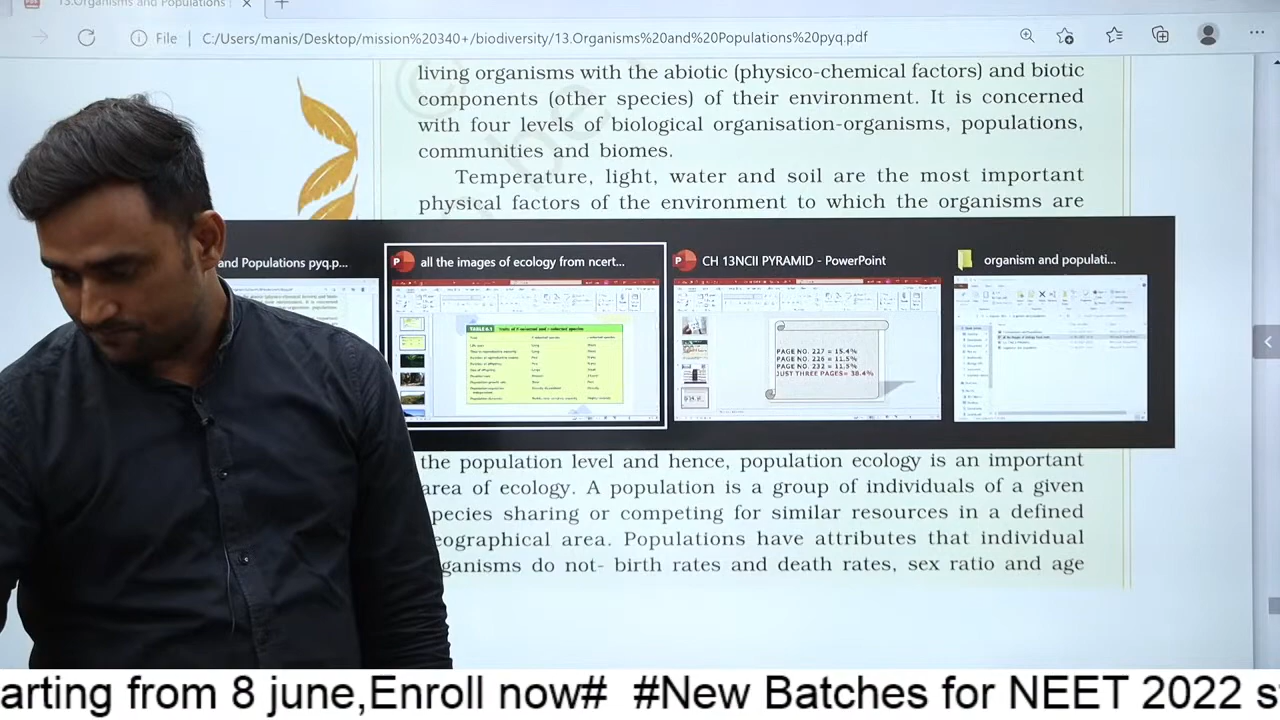 13.Organisms and Populations
File
C:/Users/manis/Desktop/mission%20340+/biodversity/13.Organisms%20and%20Populations%20pyq.pdf
living organisms with the abiotic (physico-chemical factors) and biotic
components (other species) of their environment. It is concerned
with four levels of biological organisation-organisms, populations,
communities and biomes.
Temperature, light, water and soil are the most important
physical factors of the environment to which the organisms are
and Populations pyq.p...
all the images of ecology from ncert...
CH 13NCII PYRAMID - PowerPoint
organism and populati...
PAGE NO. 227 = 15.4%
PAGE NO. 226 = 11.5%
PAGE NO. 232 = 11.5%
JUST THREE PAGES= 38.4%
the population level and hence, population ecology is an important
area of ecology. A population is a group of individuals of a given
pecies sharing or competing for similar resources in a defined
eographical area. Populations have attributes that individual
ganisms do not- birth rates and death rates, sex ratio and age
arting from 8 june,Enroll now# #New Batches for NEET 2022 s